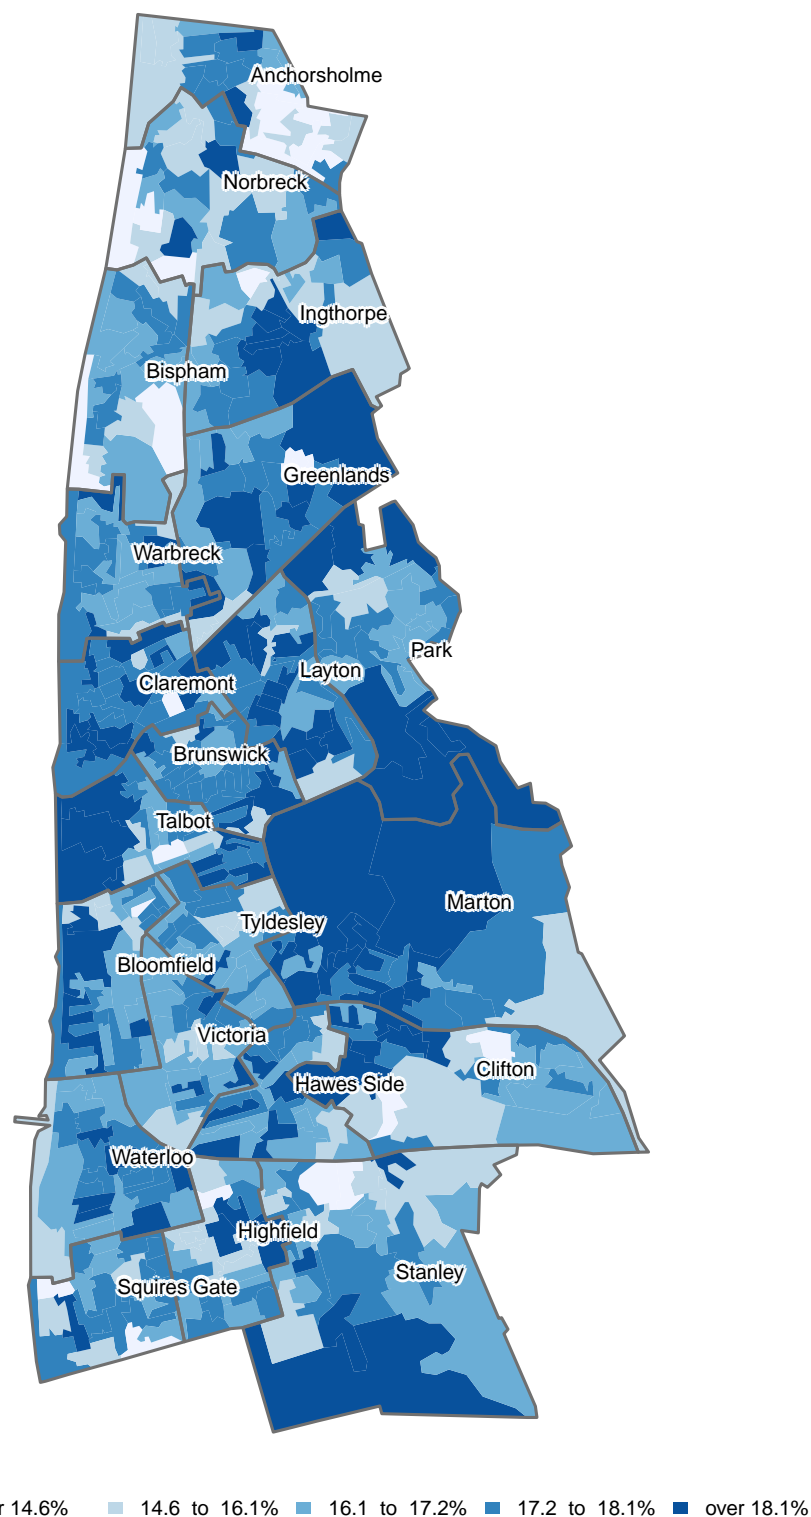 Anchorsholme
Norbreck
Ingthorpe
Bispham
Greenlands
Warbreck
Park
Layton
Claremont
Brunswick
Talbot
Marton
Tyldesley
Bloomfield
Victoria
Clifton
Hawes Side
Waterloo
Highfield
Stanley
Squires Gate
r 14.6% 14.6 to 16.1% 16.1 to 17.2% 17.2 to 18.1% over 18.1%